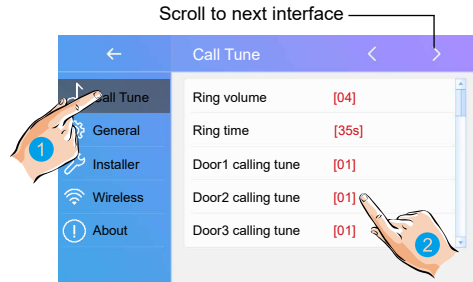 Scroll to next interface
Call Tune
Call Tune
General
Installer
Wireless
About
Ring volume [04]
Ring time [35s]
Door1 calling tune [01]
Door2 calling tune [01]
Door3 calling tune [01]
1
2